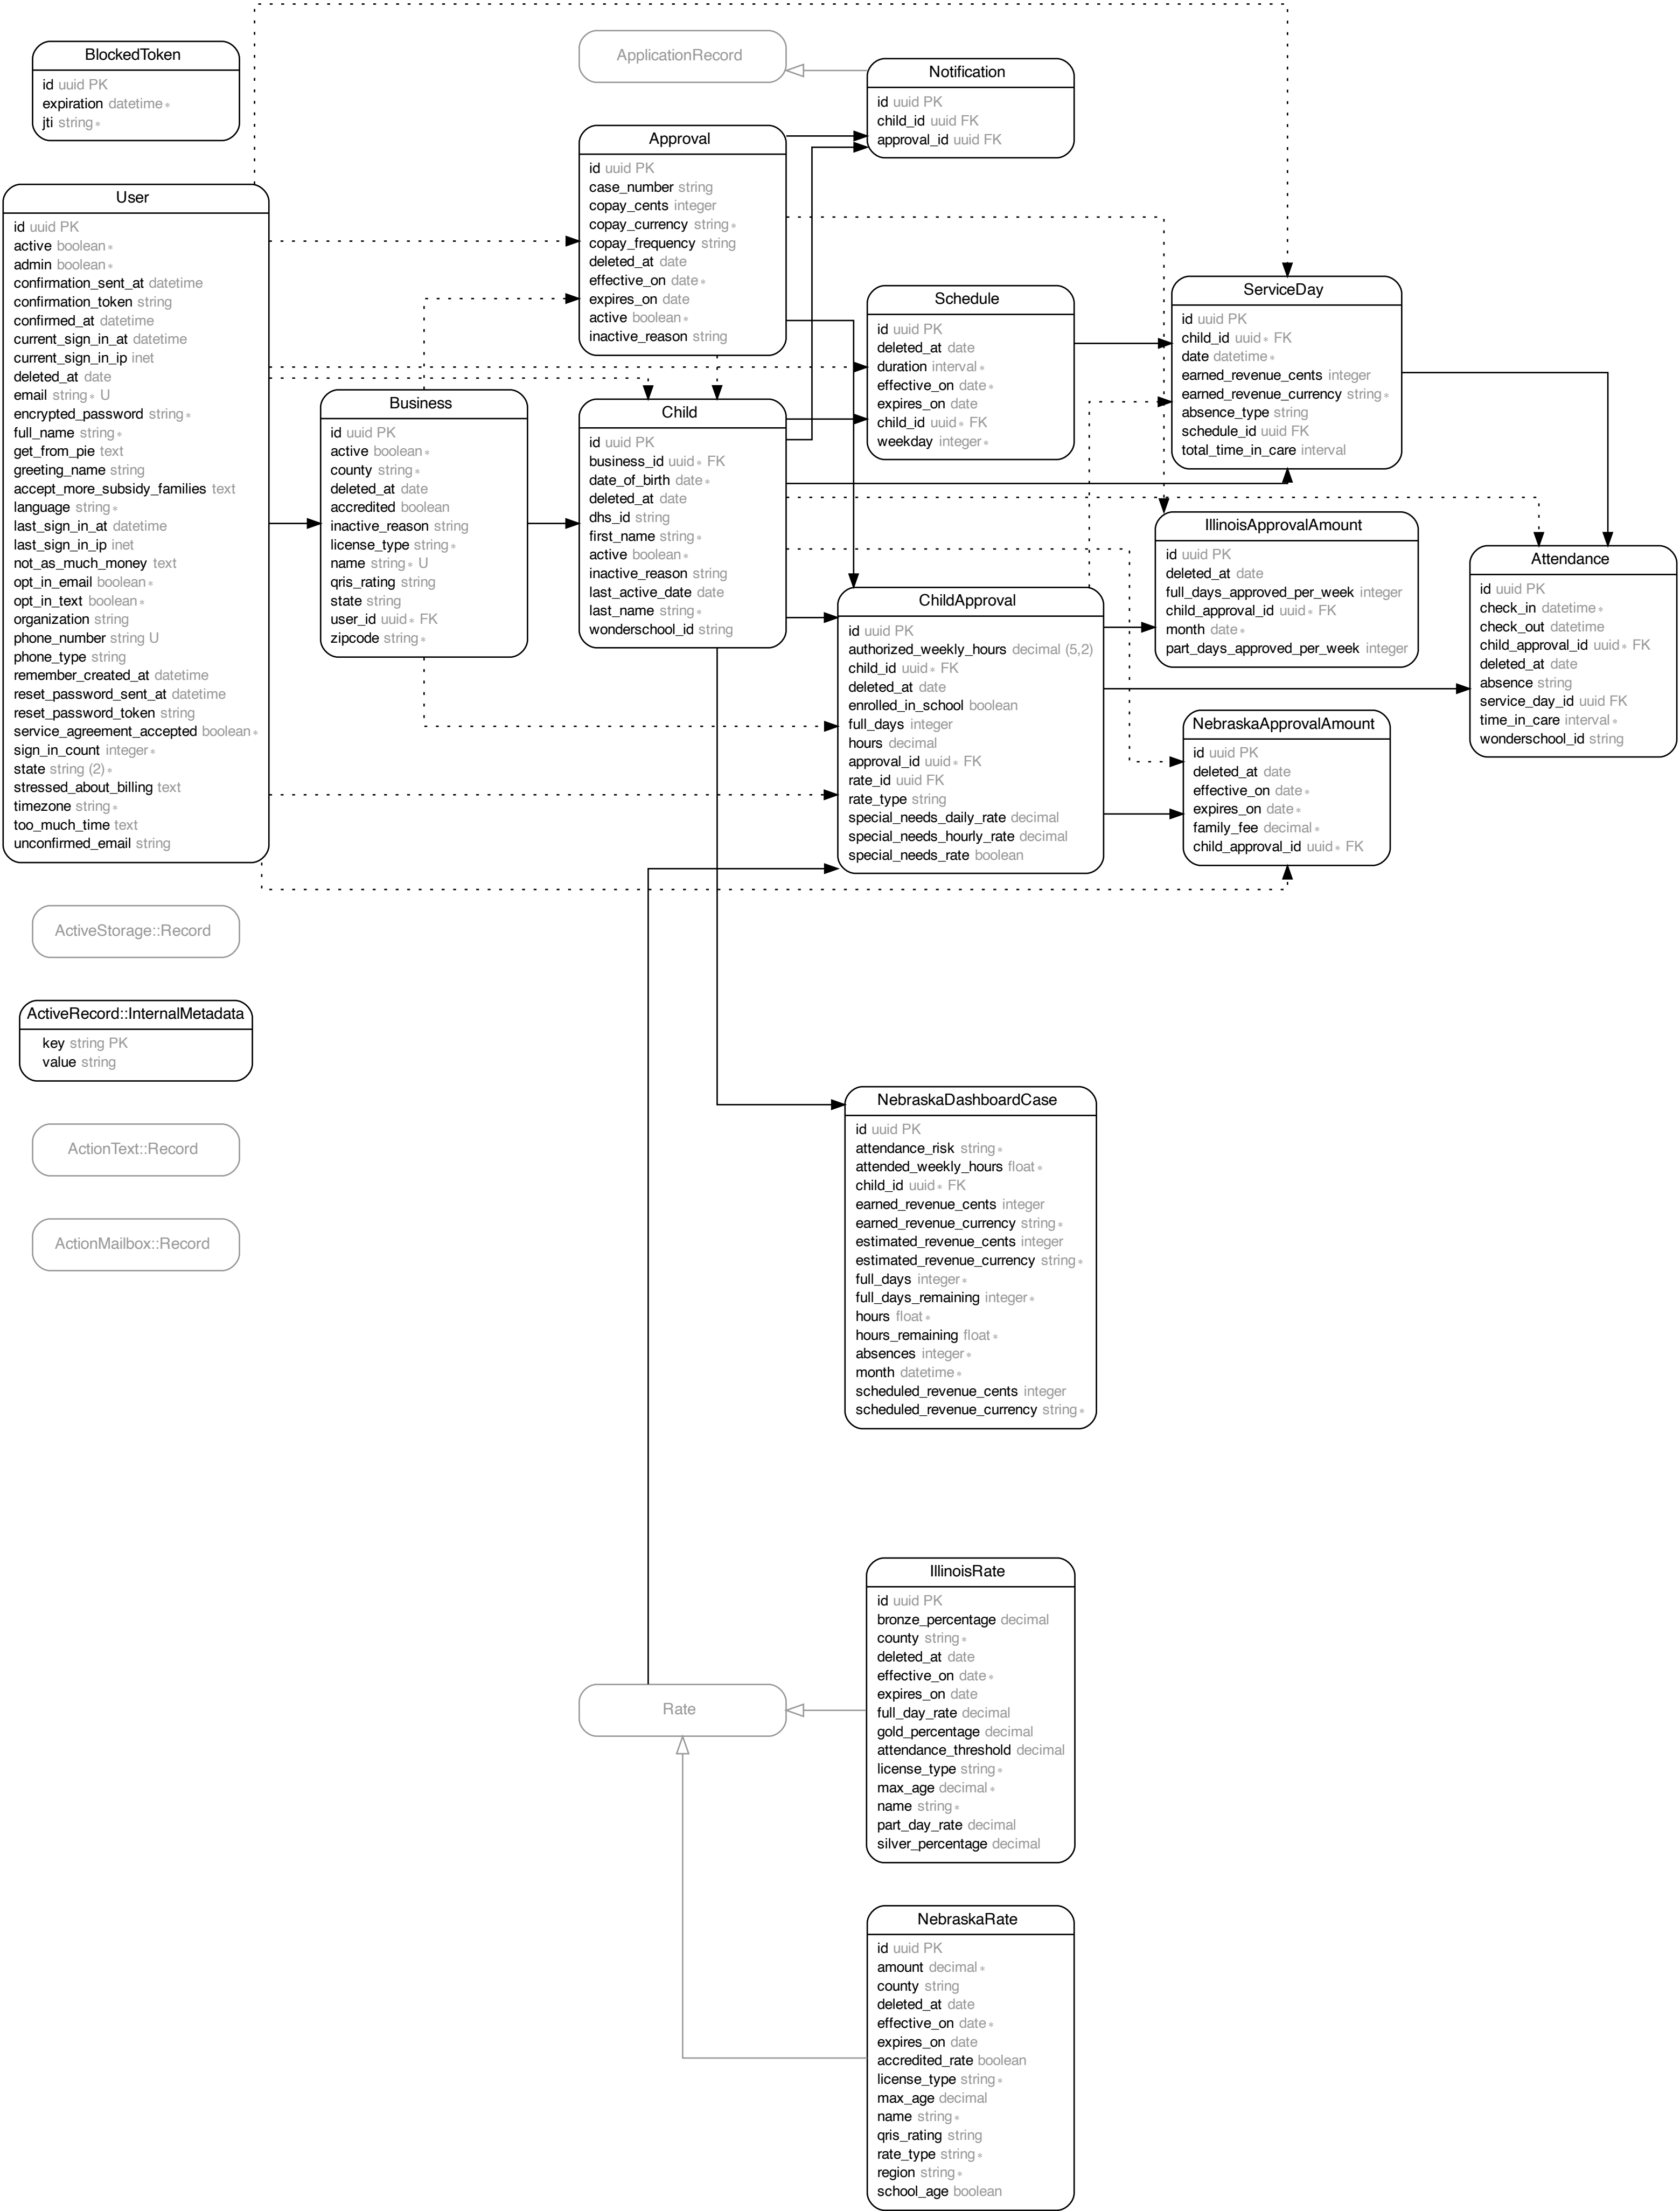 BlockedToken
id uuid PK
expiration datetime ∗
jti string ∗
User
id uuid PK
active boolean ∗
admin boolean ∗
confirmation_sent_at datetime
confirmation_token string
confirmed_at datetime
current_sign_in_at datetime
current_sign_in_ip inet
deleted_at date
email string ∗ U
encrypted_password string ∗
full_name string ∗
get_from_pie text
greeting_name string
accept_more_subsidy_families text
language string ∗
last_sign_in_at datetime
last_sign_in_ip inet
not_as_much_money text
opt_in_email boolean ∗
opt_in_text boolean ∗
organization string
phone_number string U
phone_type string
remember_created_at datetime
reset_password_sent_at datetime
reset_password_token string
service_agreement_accepted boolean ∗
sign_in_count integer ∗
state string (2) ∗
stressed_about_billing text
timezone string ∗
too_much_time text
unconfirmed_email string
ActiveStorage::Record
ActiveRecord::InternalMetadata
key string PK
value string
ActionText::Record
ActionMailbox::Record
Business
id uuid PK
active boolean ∗
county string ∗
deleted_at date
accredited boolean
inactive_reason string
license_type string ∗
name string ∗ U
qris_rating string
state string
user_id uuid ∗ FK
zipcode string ∗
ApplicationRecord
Approval
id uuid PK
case_number string
copay_cents integer
copay_currency string ∗
copay_frequency string
deleted_at date
effective_on date ∗
expires_on date
active boolean ∗
inactive_reason string
Child
id uuid PK
business_id uuid ∗ FK
date_of_birth date ∗
deleted_at date
dhs_id string
first_name string ∗
active boolean ∗
inactive_reason string
last_active_date date
last_name string ∗
wonderschool_id string
Rate
Notification
id uuid PK
child_id uuid FK
approval_id uuid FK
Schedule
id uuid PK
deleted_at date
duration interval ∗
effective_on date ∗
expires_on date
child_id uuid ∗ FK
weekday integer ∗
ChildApproval
id uuid PK
authorized_weekly_hours decimal (5,2)
child_id uuid ∗ FK
deleted_at date
enrolled_in_school boolean
full_days integer
hours decimal
approval_id uuid ∗ FK
rate_id uuid FK
rate_type string
special_needs_daily_rate decimal
special_needs_hourly_rate decimal
special_needs_rate boolean
NebraskaDashboardCase
id uuid PK
attendance_risk string ∗
attended_weekly_hours float ∗
child_id uuid ∗ FK
earned_revenue_cents integer
earned_revenue_currency string ∗
estimated_revenue_cents integer
estimated_revenue_currency string ∗
full_days integer ∗
full_days_remaining integer ∗
hours float ∗
hours_remaining float ∗
absences integer ∗
month datetime ∗
scheduled_revenue_cents integer
scheduled_revenue_currency string ∗
IllinoisRate
id uuid PK
bronze_percentage decimal
county string ∗
deleted_at date
effective_on date ∗
expires_on date
full_day_rate decimal
gold_percentage decimal
attendance_threshold decimal
license_type string ∗
max_age decimal ∗
name string ∗
part_day_rate decimal
silver_percentage decimal
NebraskaRate
id uuid PK
amount decimal ∗
county string
deleted_at date
effective_on date ∗
expires_on date
accredited_rate boolean
license_type string ∗
max_age decimal
name string ∗
qris_rating string
rate_type string ∗
region string ∗
school_age boolean
ServiceDay
id uuid PK
child_id uuid ∗ FK
date datetime ∗
earned_revenue_cents integer
earned_revenue_currency string ∗
absence_type string
schedule_id uuid FK
total_time_in_care interval
IllinoisApprovalAmount
id uuid PK
deleted_at date
full_days_approved_per_week integer
child_approval_id uuid ∗ FK
month date ∗
part_days_approved_per_week integer
NebraskaApprovalAmount
id uuid PK
deleted_at date
effective_on date ∗
expires_on date ∗
family_fee decimal ∗
child_approval_id uuid ∗ FK
Attendance
id uuid PK
check_in datetime ∗
check_out datetime
child_approval_id uuid ∗ FK
deleted_at date
absence string
service_day_id uuid FK
time_in_care interval ∗
wonderschool_id string